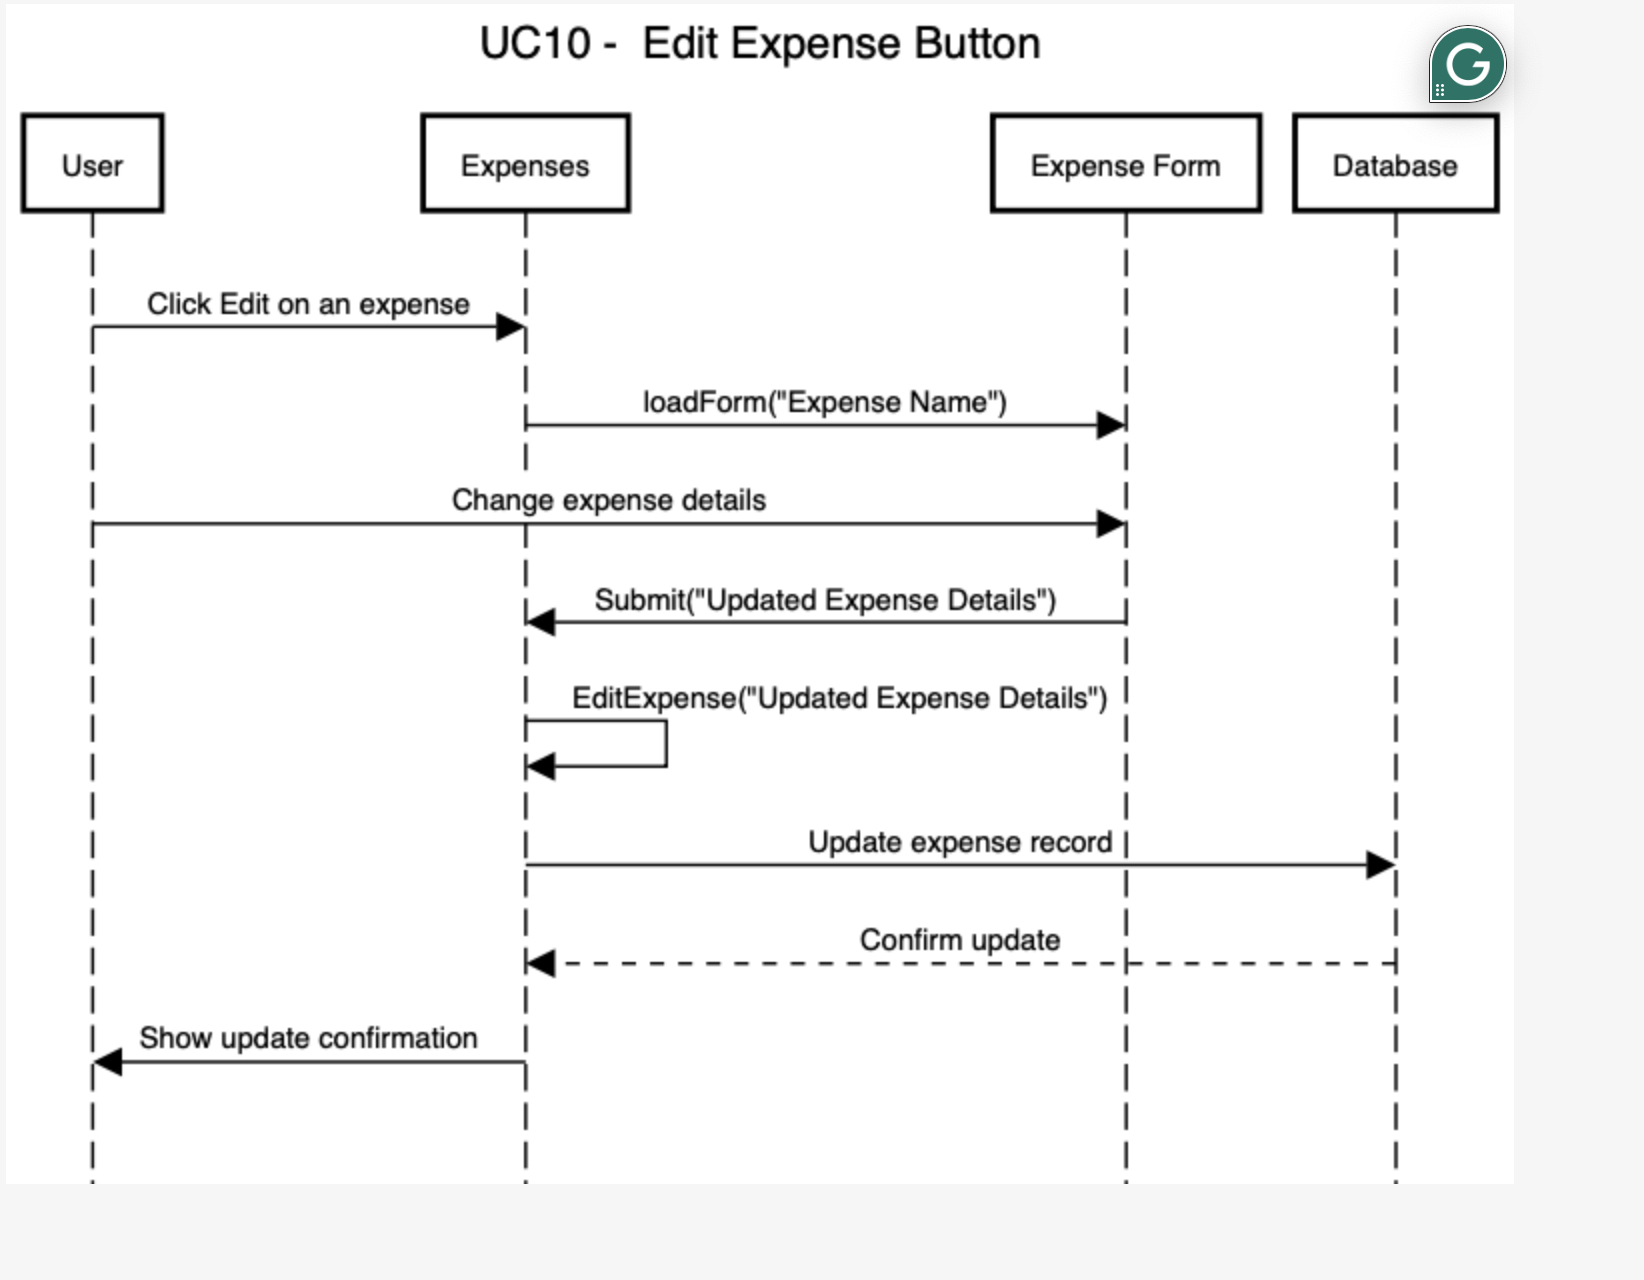 UC10 -  Edit Expense Button
G
User
Expenses
Expense Form
Database
Click Edit on an expense
loadForm("Expense Name")
Change expense details
Submit("Updated Expense Details")
EditExpense("Updated Expense Details")
Update expense record
Confirm update
Show update confirmation